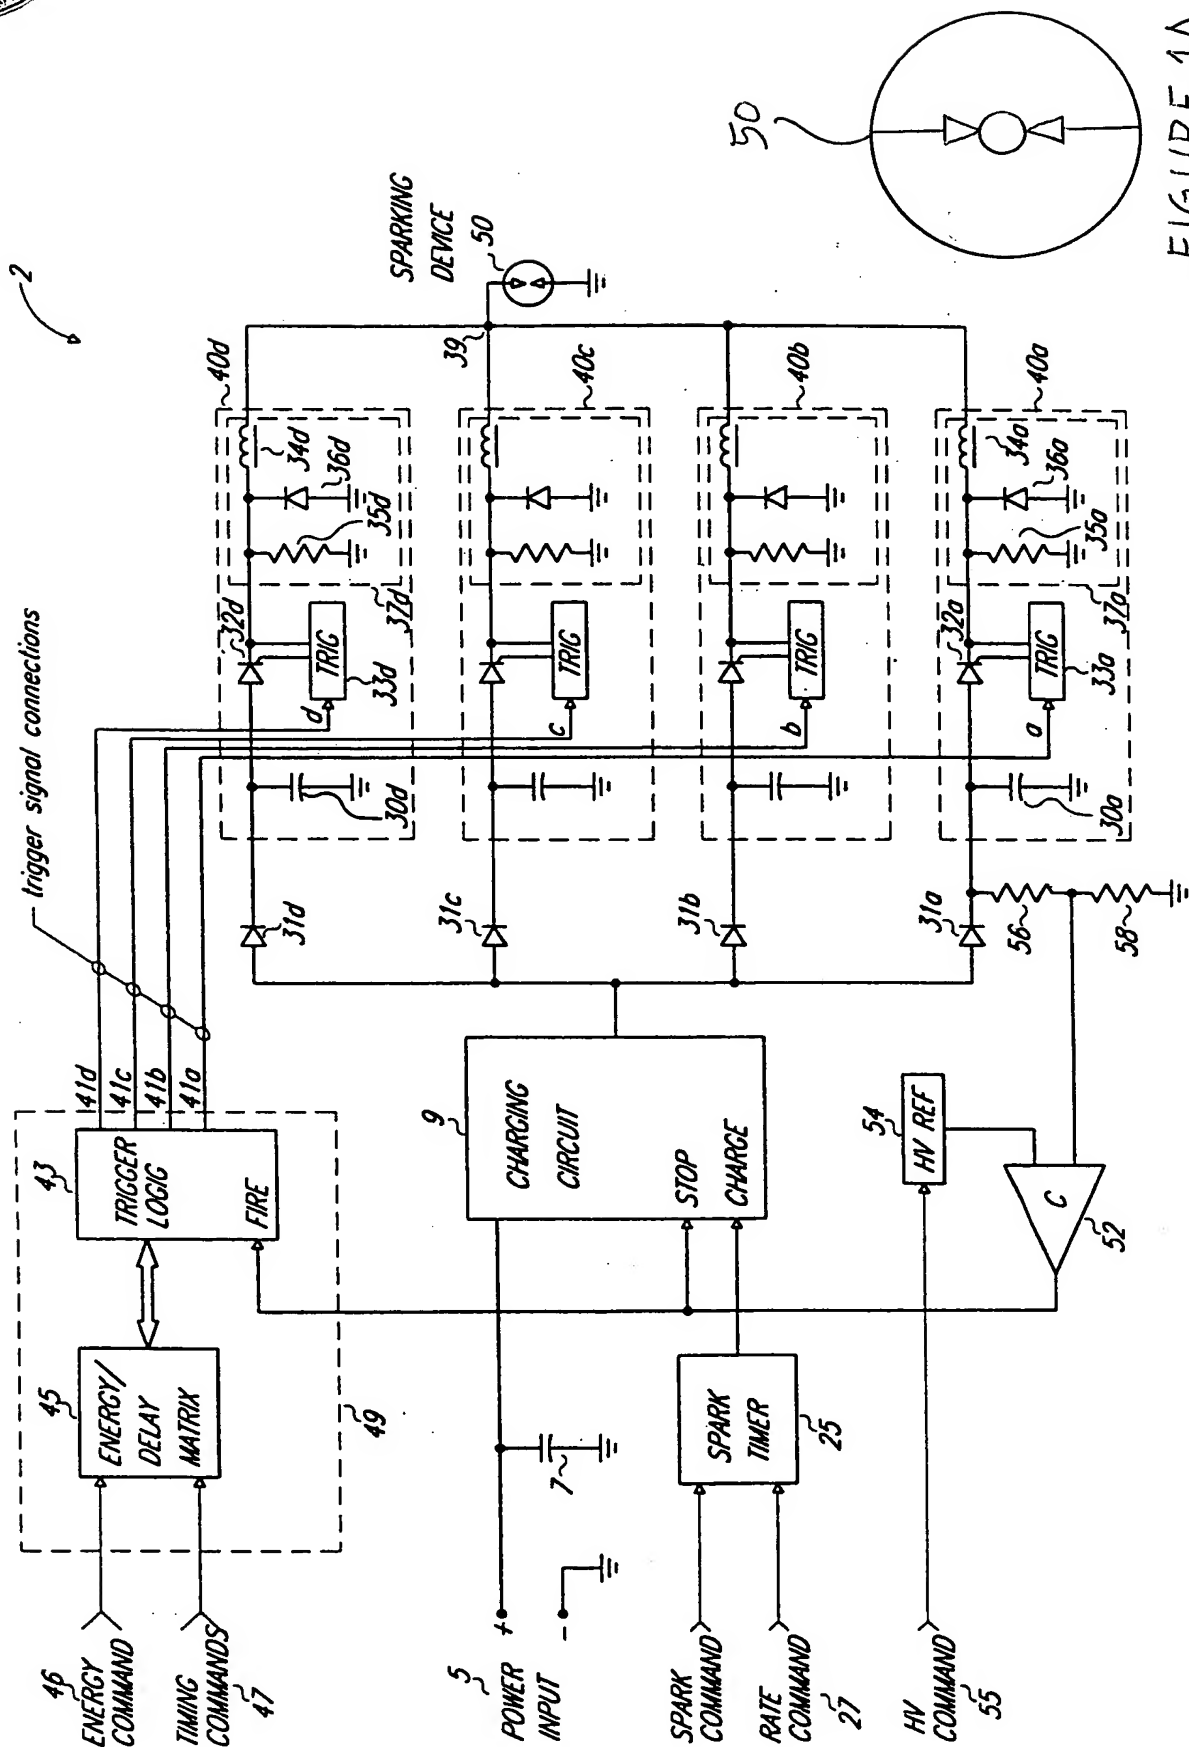 2
trigger signal connections
46
ENERGY
COMMAND
TIMING
COMMANDS
47
45
ENERGY/
DELAY
MATRIX
49
43
TRIGGER
LOGIC
FIRE
41d
41c
41b
41a
5
POWER
INPUT
+
-
7
9
CHARGING
CIRCUIT
STOP
CHARGE
SPARK
COMMAND
RATE
COMMAND
27
SPARK
TIMER
25
HV
COMMAND
55
54
HV REF
C
52
56
58
31d
31c
31b
31a
40d
30d
d
TRIG
33d
32d
37d
35d
36d
34d
40c
c
TRIG
40b
b
TRIG
40a
30a
a
TRIG
33a
32a
37a
35a
36a
34a
39
SPARKING
DEVICE
50
50